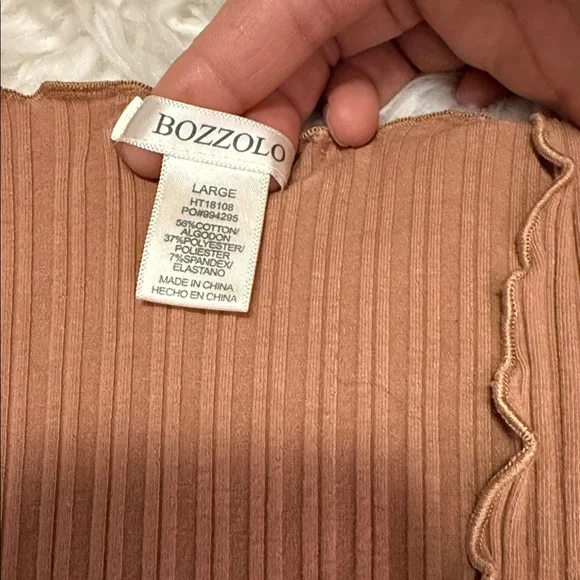 BOZZOLO
LARGE
HT18108
PO#994295
56%COTTON/
ALGODON
37%POLYESTER/
POLIESTER
7%SPANDEX/
ELASTANO
MADE IN CHINA
HECHO EN CHINA